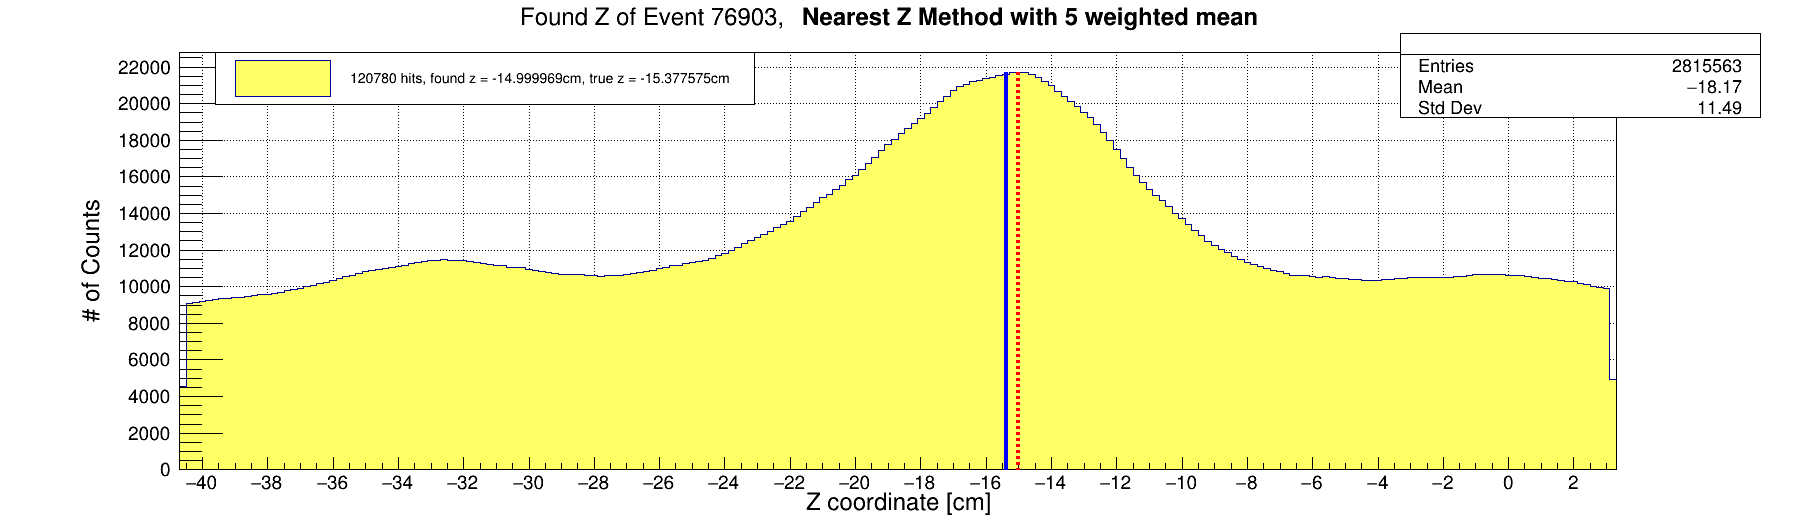 Found Z of Event 76903, Nearest Z Method with 5 weighted mean
120780 hits, found z = -14.999969cm, true z = -15.377575cm
Entries 2815563
Mean −18.17
Std Dev 11.49
# of Counts
22000
20000
18000
16000
14000
12000
10000
8000
6000
4000
2000
0
−40 −38 −36 −34 −32 −30 −28 −26 −24 −22 −20 −18 −16 −14 −12 −10 −8 −6 −4 −2 0 2
Z coordinate [cm]